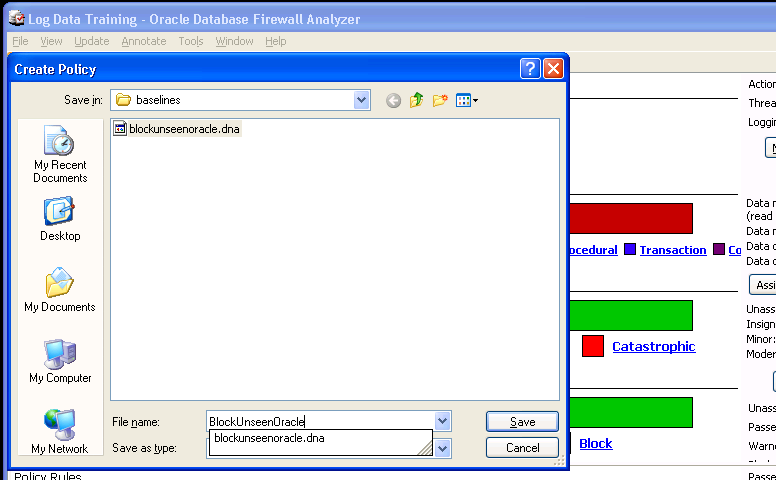 Log Data Training - Oracle Database Firewall Analyzer
File View Update Annotate Tools Window Help
Create Policy
Save in: baselines
blockunseenoracle.dna
My Recent
Documents
Desktop
My Documents
My Computer
My Network
File name: BlockUnseenOracle
blockunseenoracle.dna
Save as type:
Save
Cancel
ocedural Transaction Co
Catastrophic
Block
Policy Rules
Action
Threa
Loggin
N
Data r
(read
Data m
Data d
Data c
Assi
Unass
Insign
Minor:
Moder
Unass
Passe
Warne
Passe